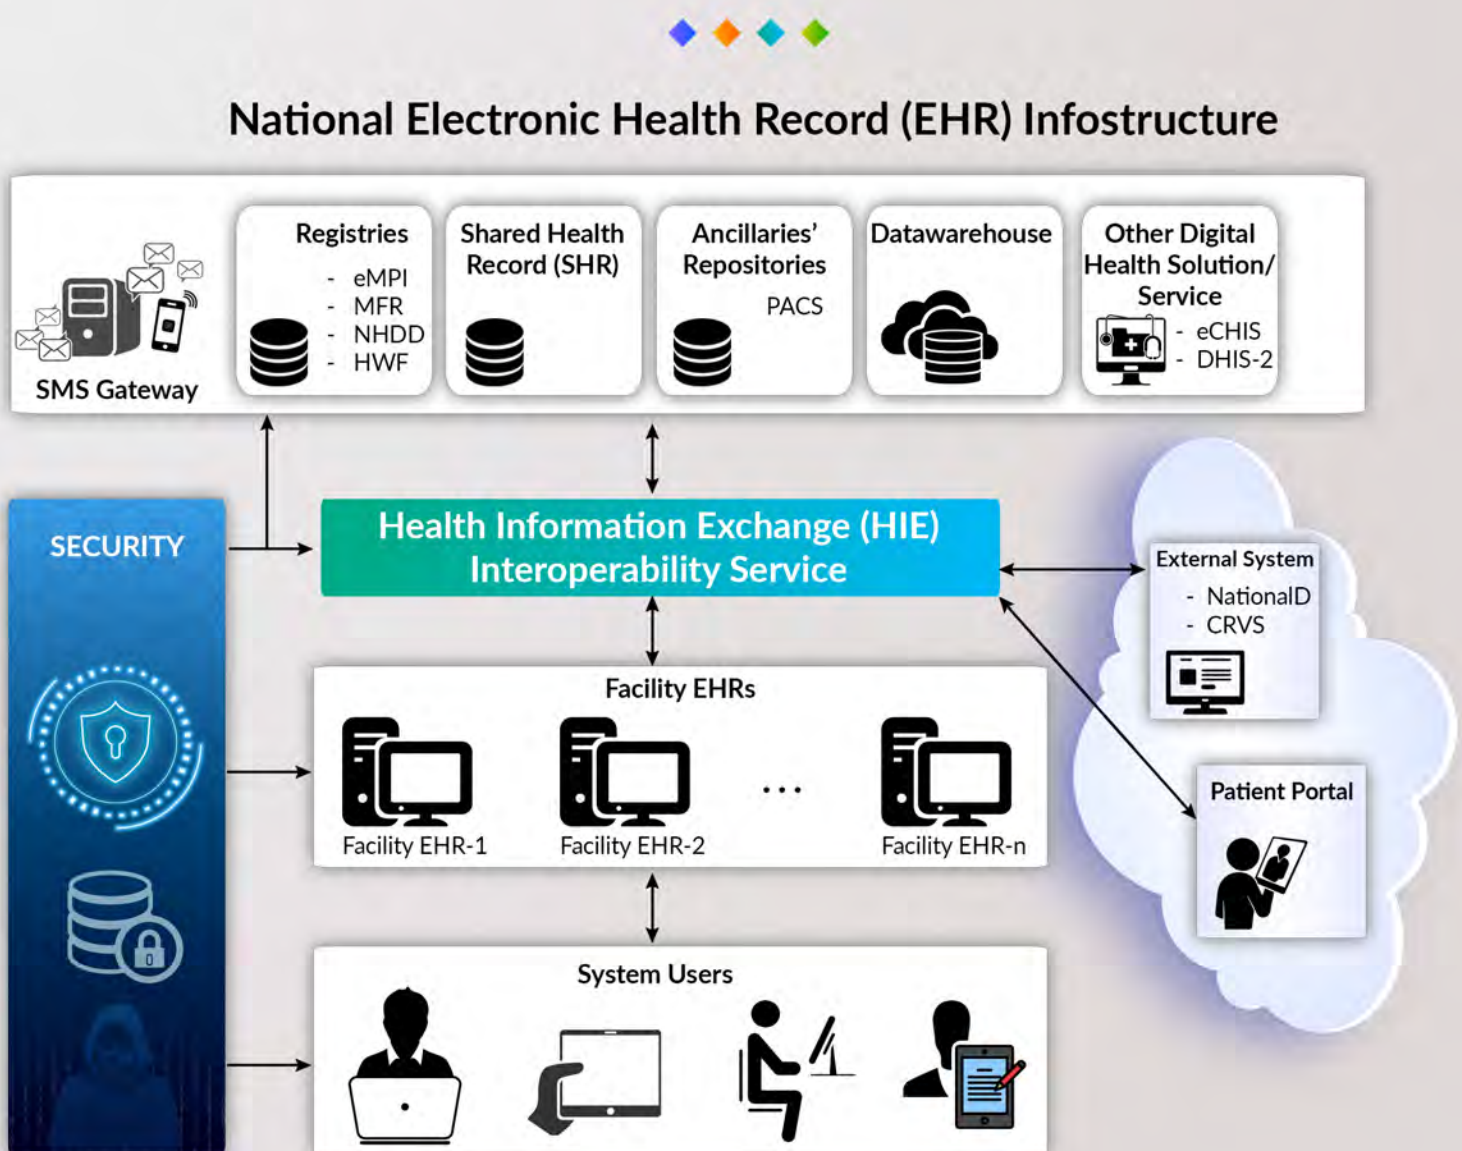 National Electronic Health Record (EHR) Infostructure
SMS Gateway
Registries
- eMPI
- MFR
- NHDD
- HWF
Shared Health
Record (SHR)
Ancillaries’
Repositories
PACS
Datawarehouse
Other Digital
Health Solution/
Service
- eCHIS
- DHIS-2
SECURITY
Health Information Exchange (HIE)
Interoperability Service
External System
- NationalD
- CRVS
Facility EHRs
Facility EHR-1
Facility EHR-2
...
Facility EHR-n
Patient Portal
System Users